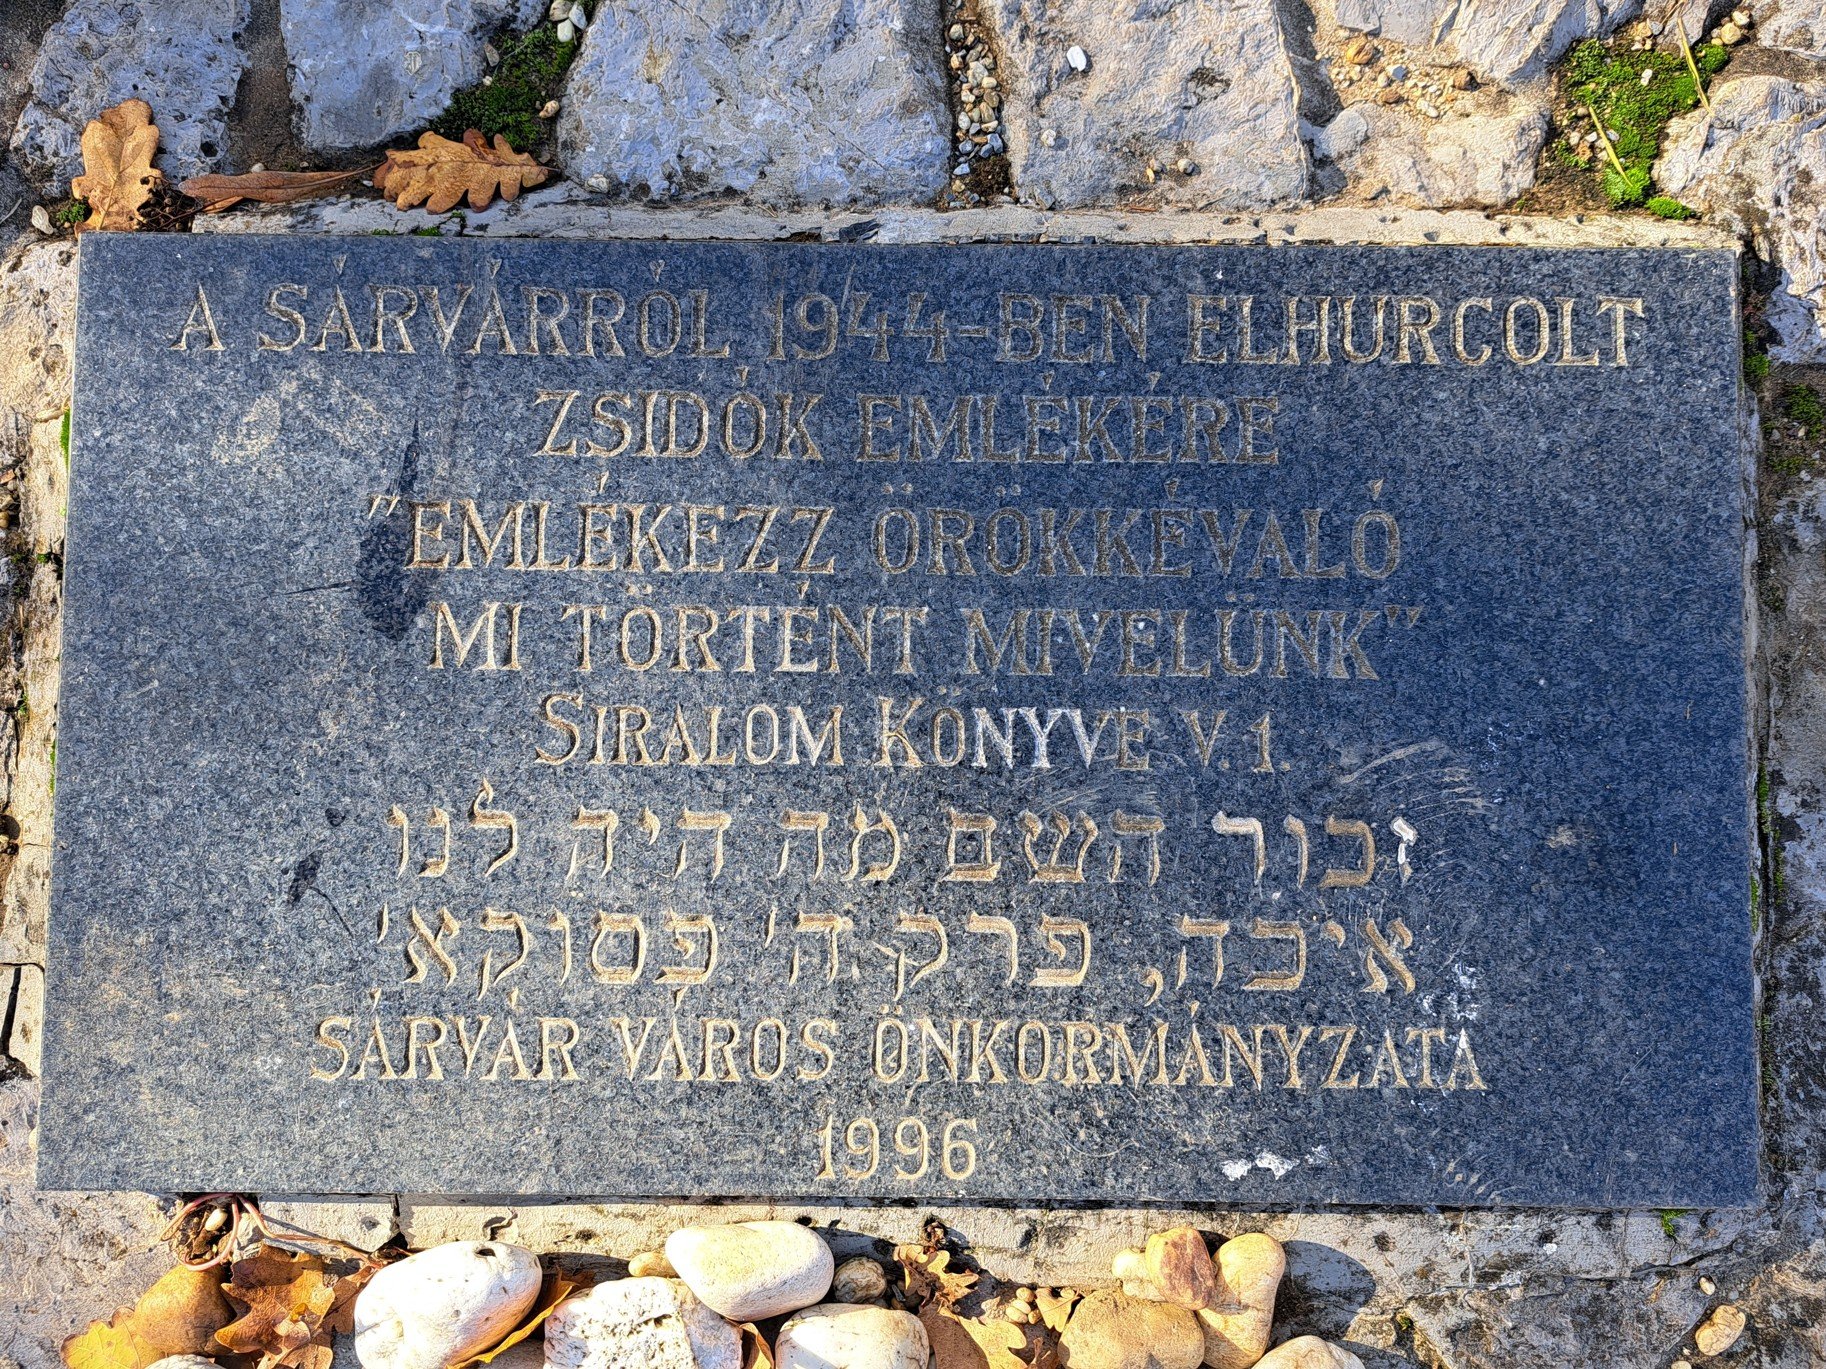 A SÁRVÁRRÓL 1944-BEN ELHURCOLT
ZSIDÓK EMLÉKÉRE
"EMLÉKEZZ ÖRÖKKÉVALÓ
MI TÖRTÉNT MIVELÜNK"
SIRALOM KÖNYVE V.1.
זכור השם מה היה לנו
איכה, פרק ה' פסוק א'
SÁRVÁR VÁROS ÖNKORMÁNYZATA
1996